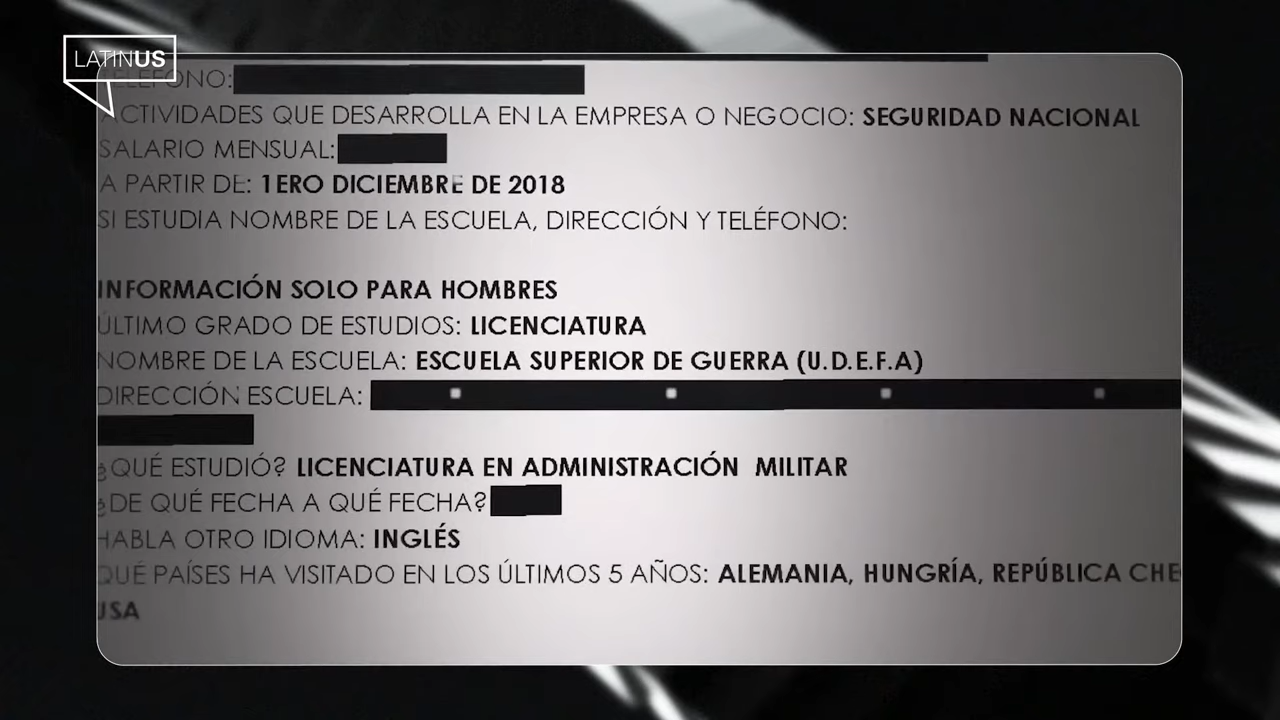 LATINUS
TELÉFONO:
ACTIVIDADES QUE DESARROLLA EN LA EMPRESA O NEGOCIO: SEGURIDAD NACIONAL
SALARIO MENSUAL:
A PARTIR DE: 1ERO DICIEMBRE DE 2018
SI ESTUDIA NOMBRE DE LA ESCUELA, DIRECCIÓN Y TELÉFONO:
INFORMACIÓN SOLO PARA HOMBRES
ÚLTIMO GRADO DE ESTUDIOS: LICENCIATURA
NOMBRE DE LA ESCUELA: ESCUELA SUPERIOR DE GUERRA (U.D.E.F.A)
DIRECCIÓN ESCUELA:
¿QUÉ ESTUDIÓ? LICENCIATURA EN ADMINISTRACIÓN MILITAR
¿DE QUÉ FECHA A QUÉ FECHA?
HABLA OTRO IDIOMA: INGLÉS
QUÉ PAÍSES HA VISITADO EN LOS ÚLTIMOS 5 AÑOS: ALEMANIA, HUNGRÍA, REPÚBLICA CHE
USA